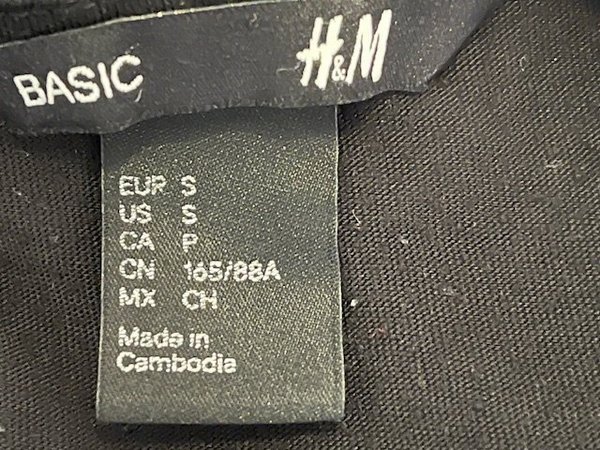 BASIC H&M
EUR S
US S
CA P
CN 165/88A
MX CH
Made in
Cambodia